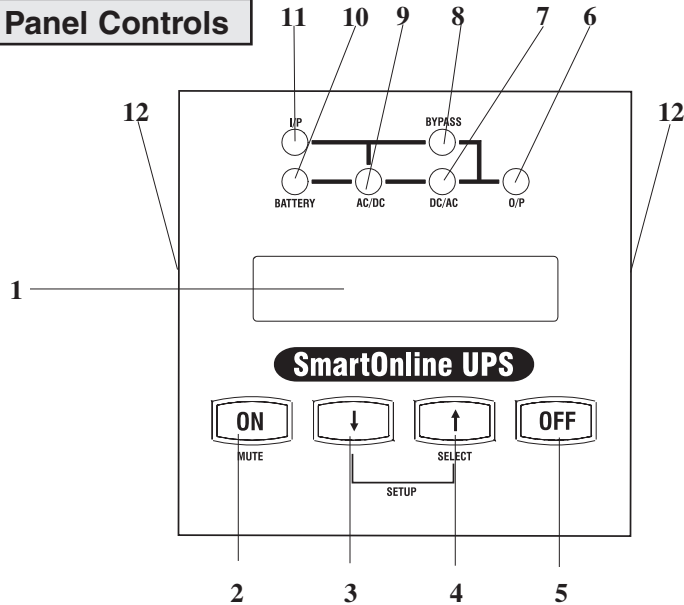 Panel Controls
11 10 9 8 7 6
12 12
I/P BYPASS
BATTERY AC/DC DC/AC O/P
1
SmartOnline UPS
ON ↓ ↑ OFF
MUTE SELECT
SETUP
2 3 4 5